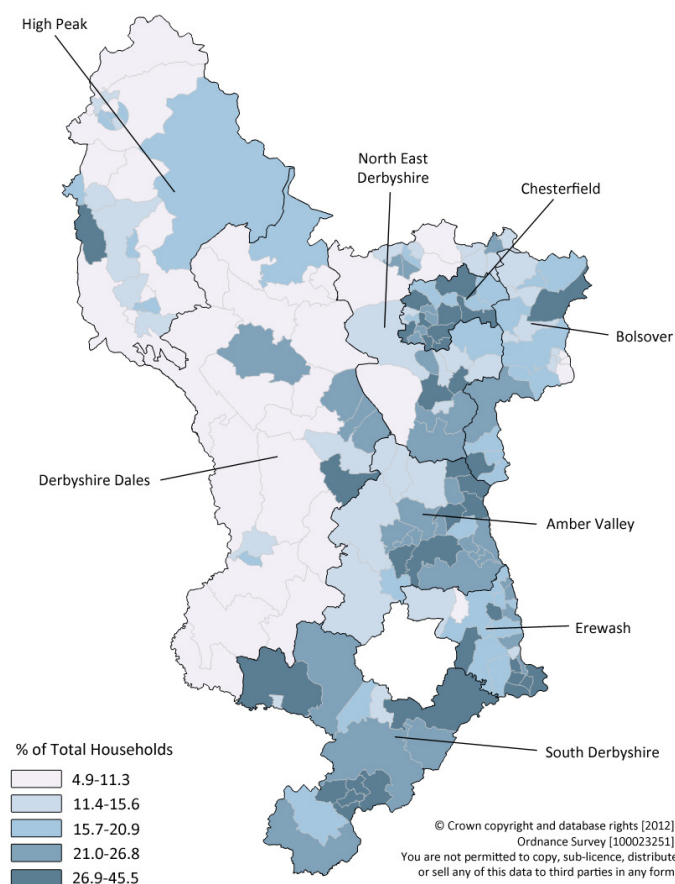 High Peak
North East
Derbyshire
Chesterfield
Bolsover
Derbyshire Dales
Amber Valley
Erewash
South Derbyshire
% of Total Households
4.9-11.3
11.4-15.6
15.7-20.9
21.0-26.8
26.9-45.5
© Crown copyright and database rights [2012]
Ordnance Survey [100023251]
You are not permitted to copy, sub-licence, distribute
or sell any of this data to third parties in any form